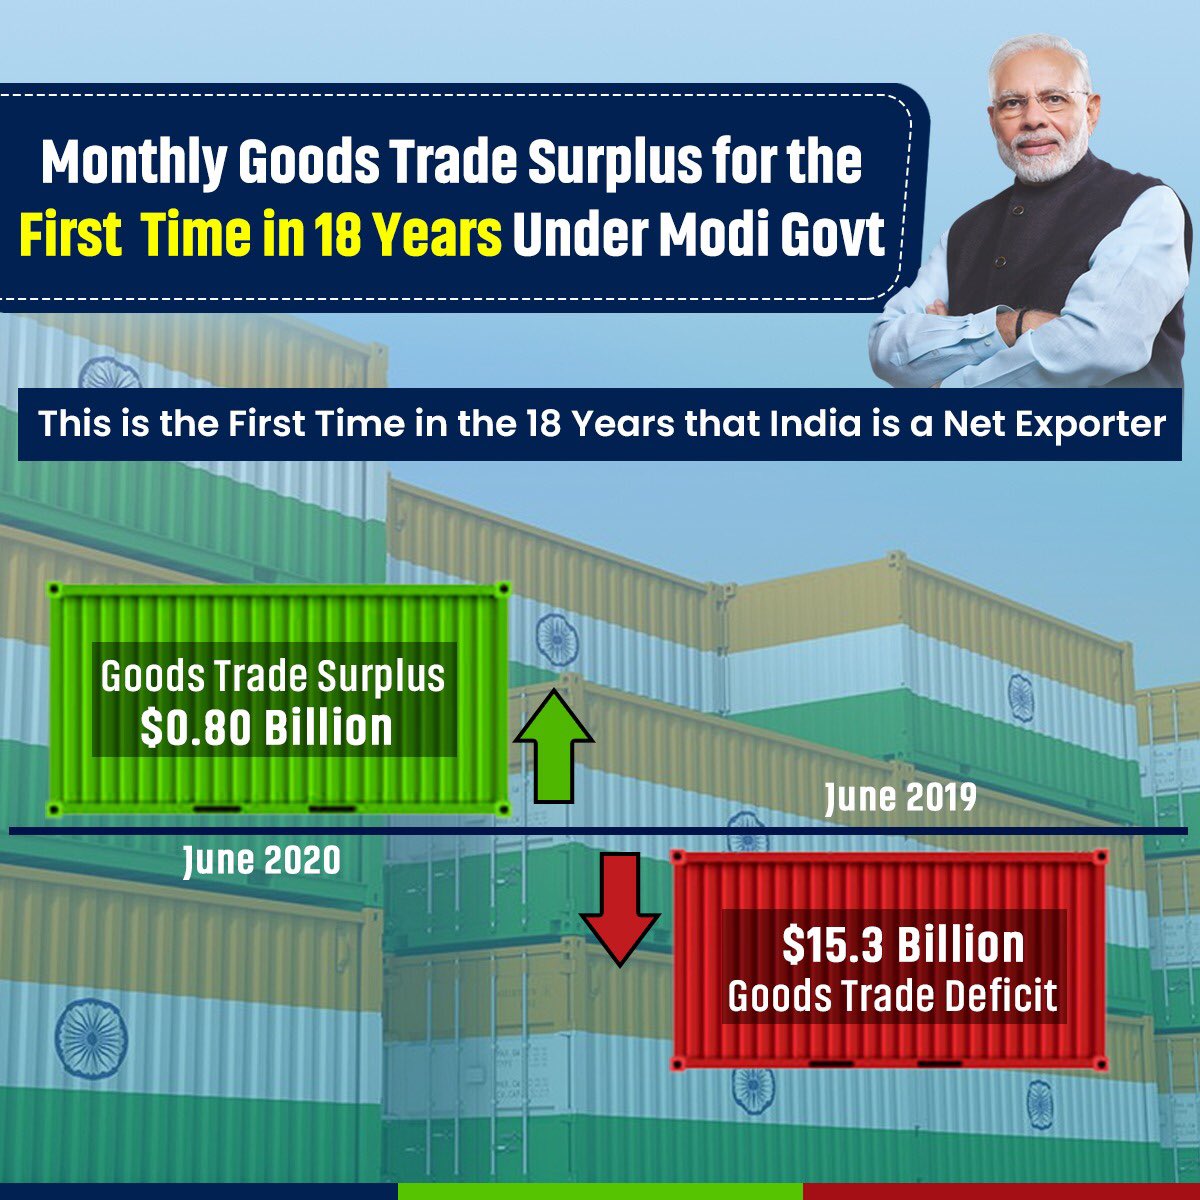 Monthly Goods Trade Surplus for the
First Time in 18 Years Under Modi Govt
This is the First Time in the 18 Years that India is a Net Exporter
Goods Trade Surplus
$0.80 Billion
June 2020
June 2019
$15.3 Billion
Goods Trade Deficit